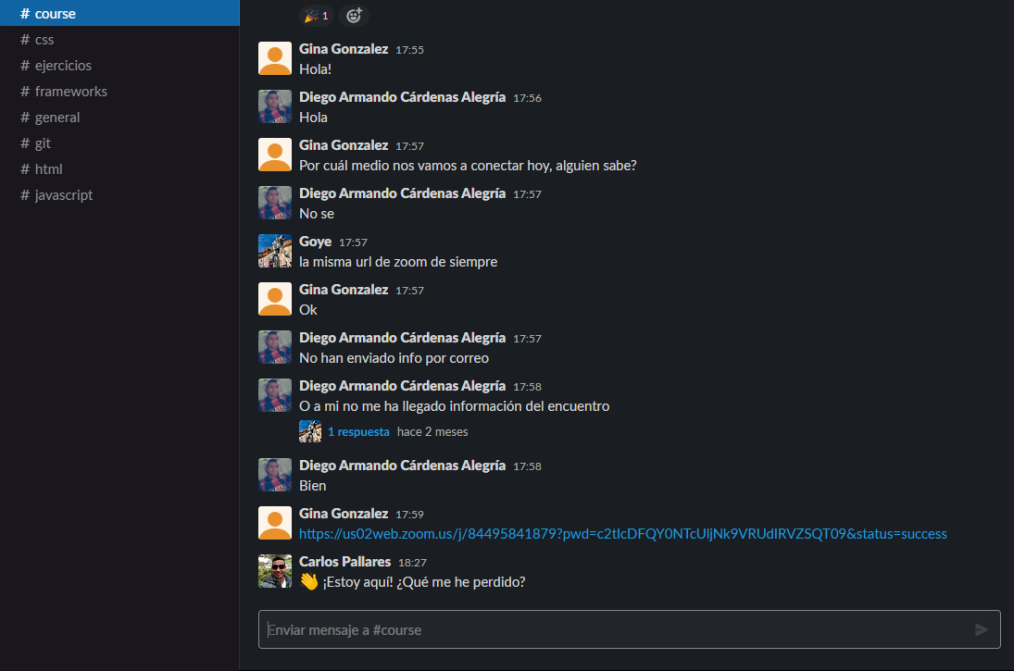 # course
# css
# ejercicios
# frameworks
# general
# git
# html
# javascript
1
Gina Gonzalez 17:55
Hola!
Diego Armando Cárdenas Alegría 17:56
Hola
Gina Gonzalez 17:57
Por cuál medio nos vamos a conectar hoy, alguien sabe?
Diego Armando Cárdenas Alegría 17:57
No se
Goye 17:57
la misma url de zoom de siempre
Gina Gonzalez 17:57
Ok
Diego Armando Cárdenas Alegría 17:57
No han enviado info por correo
Diego Armando Cárdenas Alegría 17:58
O a mi no me ha llegado información del encuentro
1 respuesta hace 2 meses
Diego Armando Cárdenas Alegría 17:58
Bien
Gina Gonzalez 17:59
https://us02web.zoom.us/j/84495841879?pwd=c2tIcDFQY0NTcUljNk9VRUdIRVZSQT09&status=success
Carlos Pallares 18:27
👋 ¡Estoy aquí! ¿Qué me he perdido?
Enviar mensaje a #course